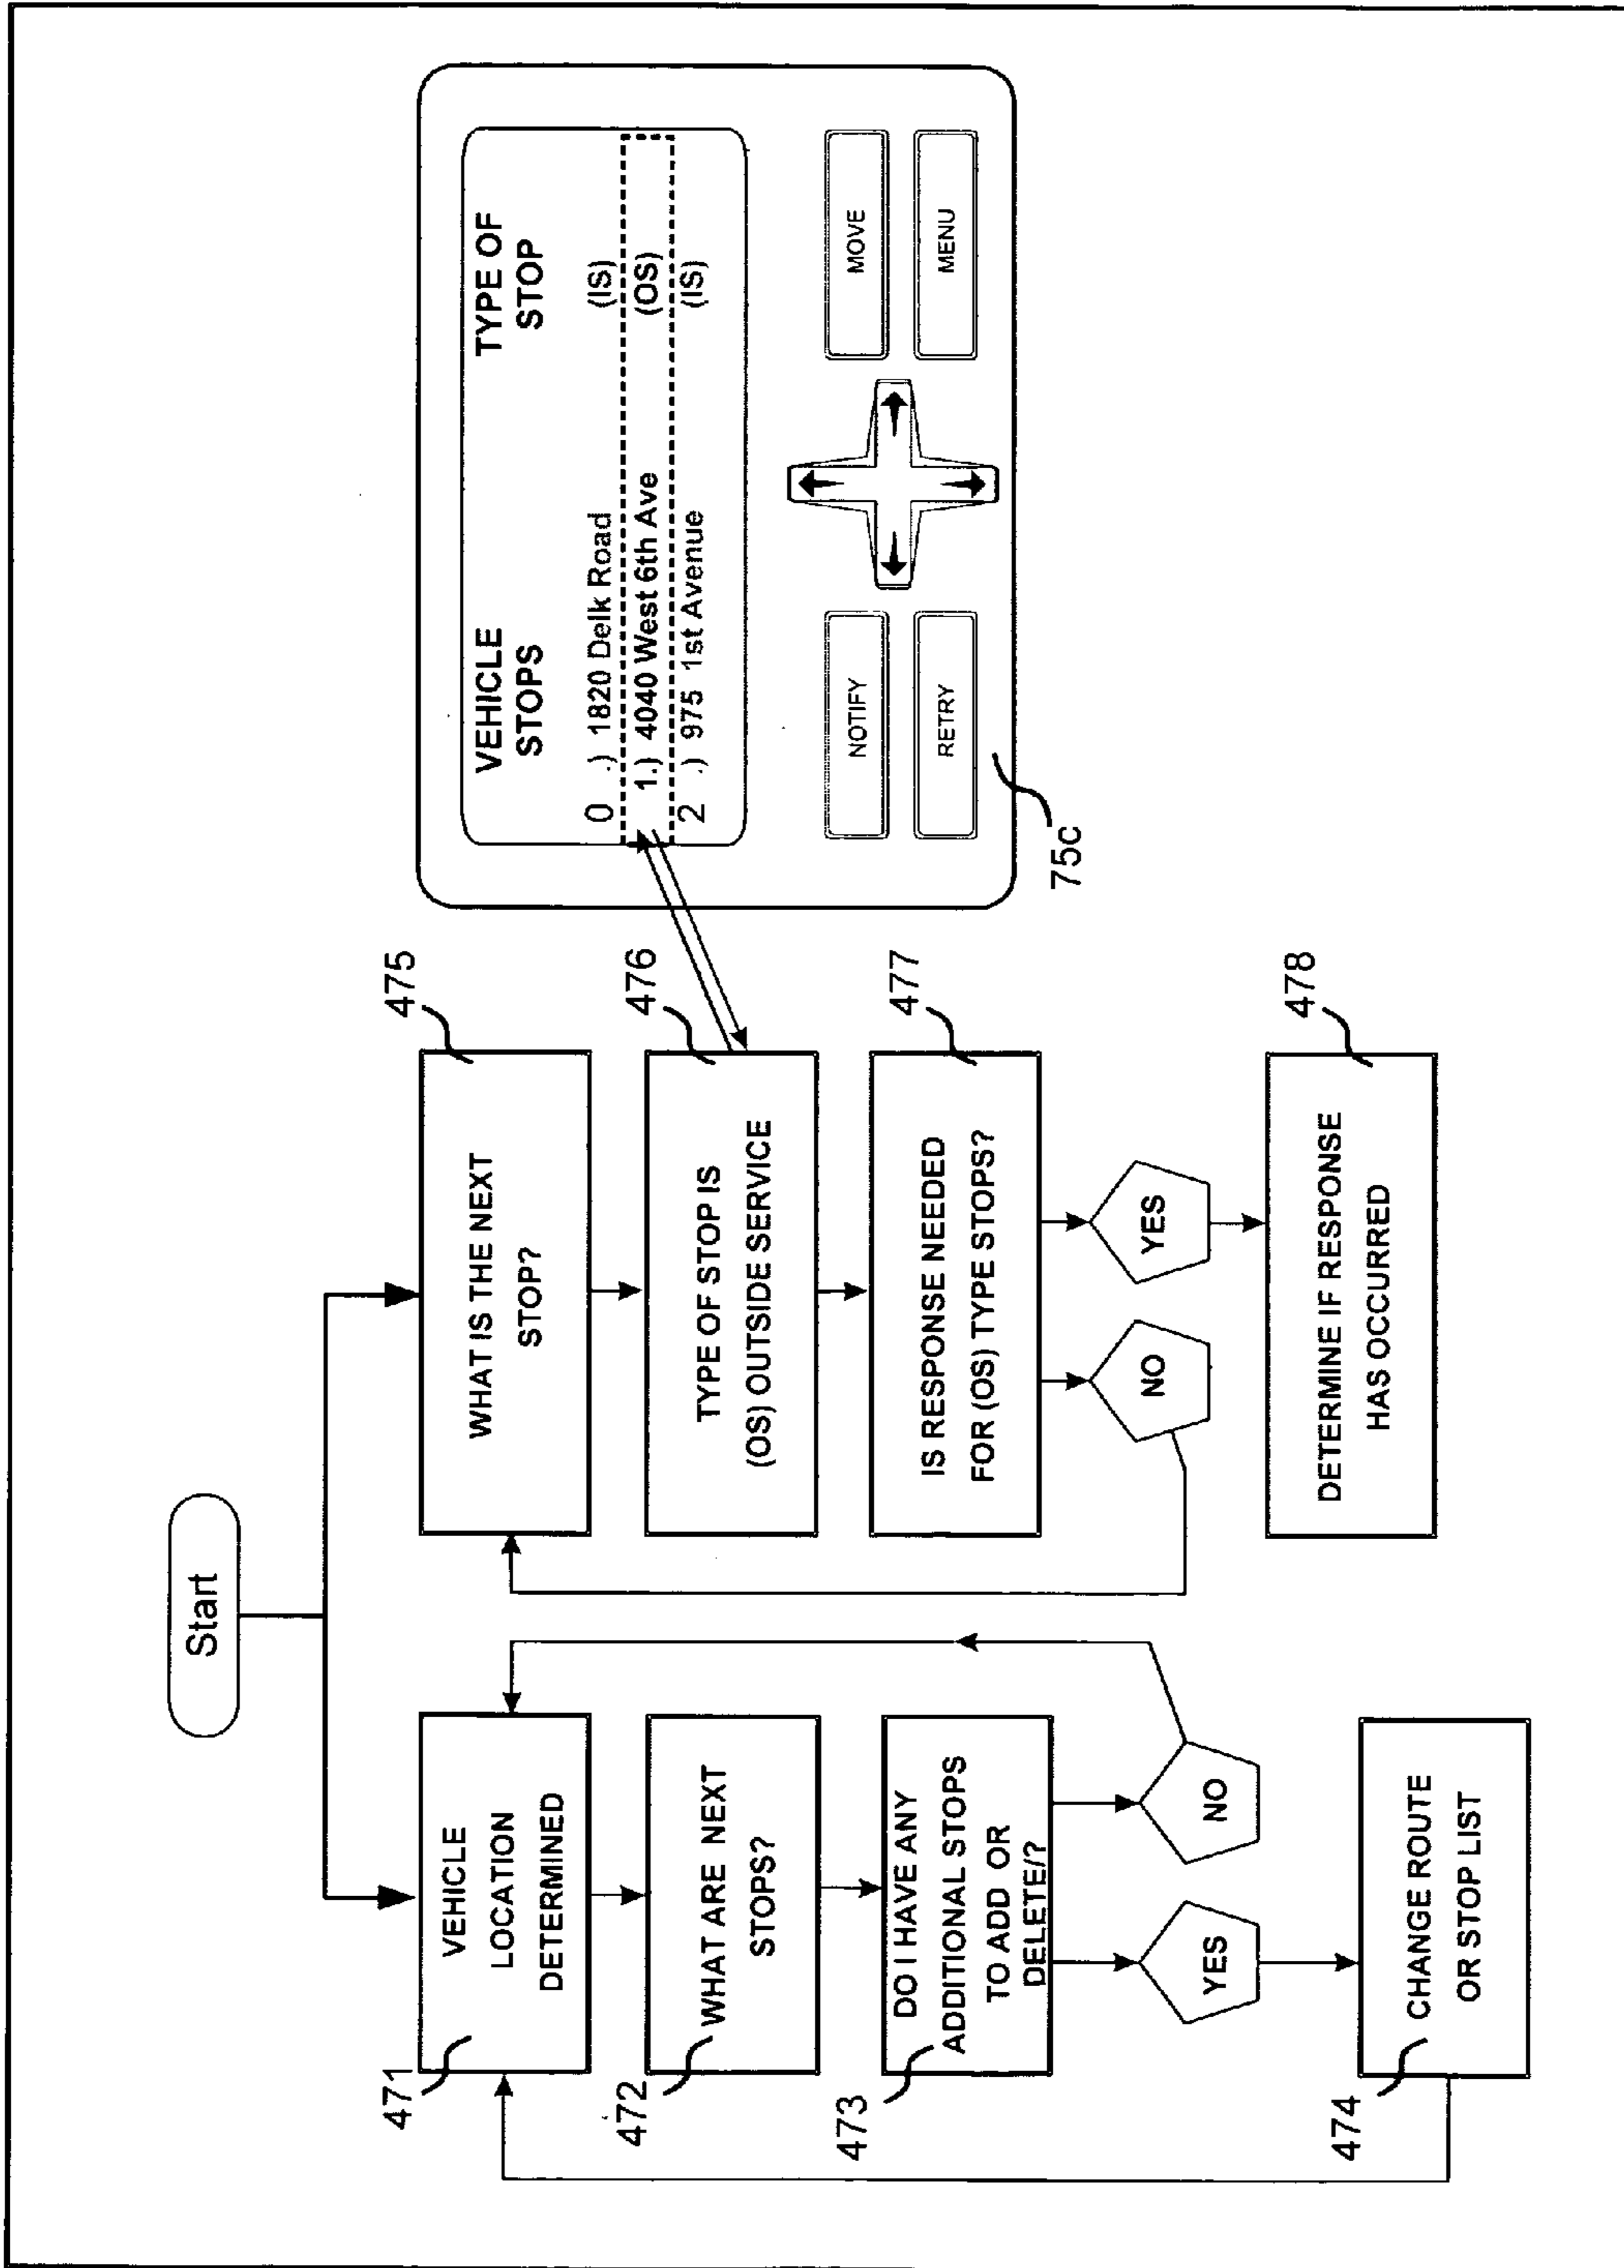 Start
471
VEHICLE
LOCATION
DETERMINED
472
WHAT ARE NEXT
STOPS?
473
DO I HAVE ANY
ADDITIONAL STOPS
TO ADD OR
DELETE/?
YES
NO
474
CHANGE ROUTE
OR STOP LIST
475
WHAT IS THE NEXT
STOP?
476
TYPE OF STOP IS
(OS) OUTSIDE SERVICE
477
IS RESPONSE NEEDED
FOR (OS) TYPE STOPS?
NO
YES
478
DETERMINE IF RESPONSE
HAS OCCURRED
VEHICLE
STOPS
TYPE OF
STOP
0 .) 1820 Delk Road (IS)
1.) 4040 West 6th Ave (OS)
2 .) 975 1st Avenue (IS)
NOTIFY
MOVE
RETRY
MENU
75c